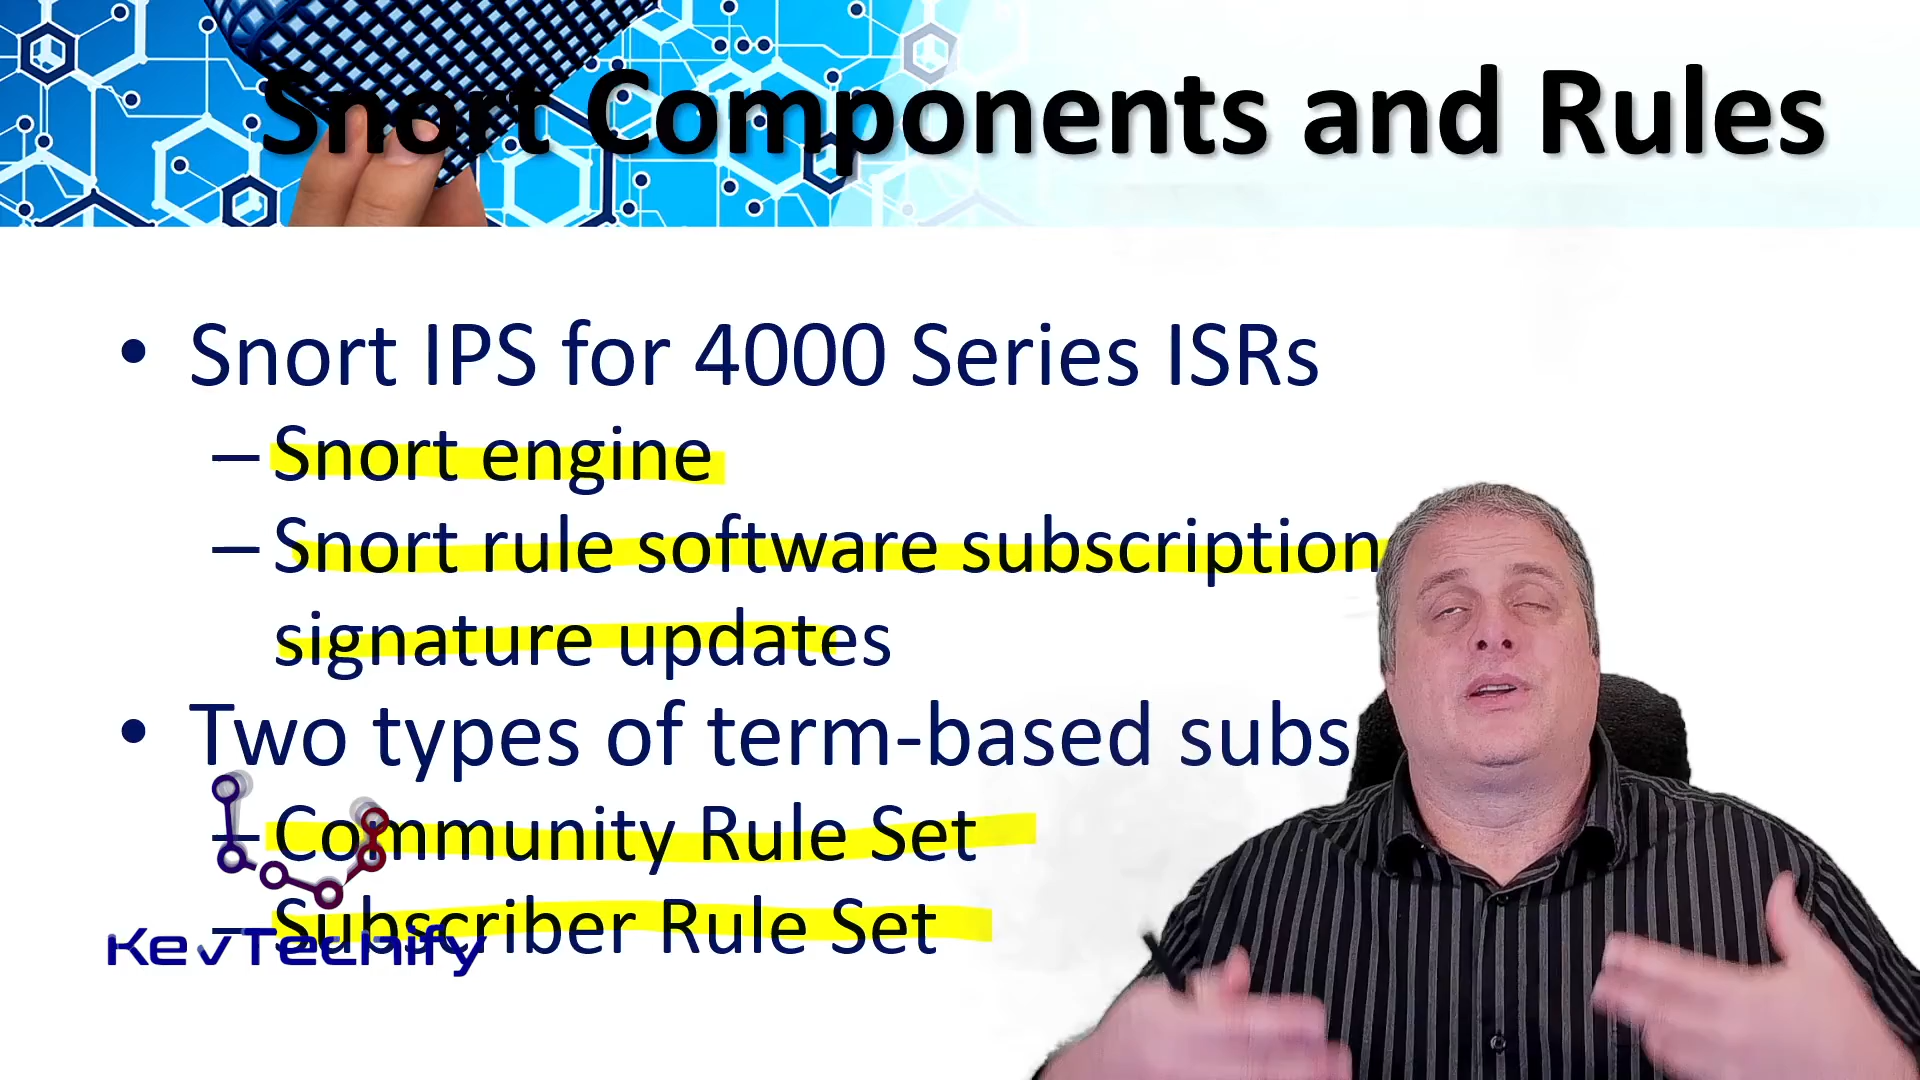 Snort Components and Rules
• Snort IPS for 4000 Series ISRs
– Snort engine
– Snort rule software subscription
signature updates
• Two types of term-based subs
– Community Rule Set
– Subscriber Rule Set
KevTechify